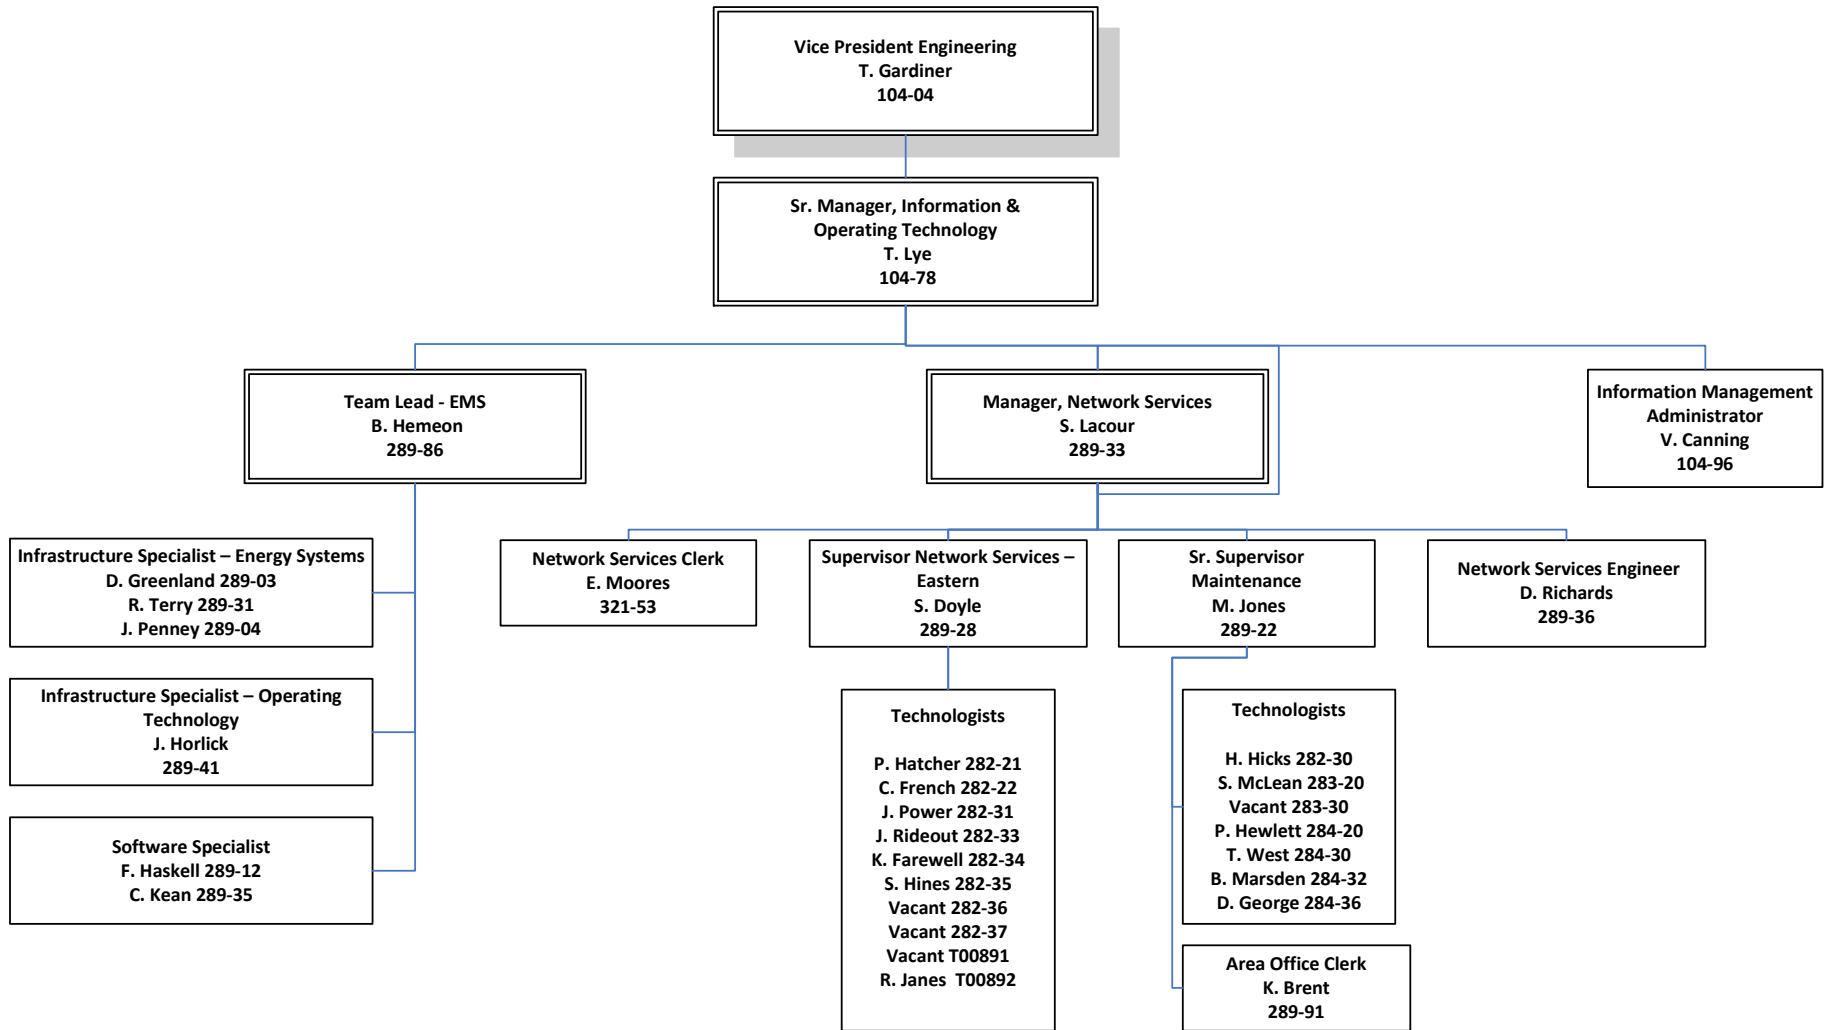 Vice President Engineering
T. Gardiner
104-04
Sr. Manager, Information &
Operating Technology
T. Lye
104-78
Team Lead - EMS
B. Hemeon
289-86
Manager, Network Services
S. Lacour
289-33
Information Management
Administrator
V. Canning
104-96
Infrastructure Specialist – Energy Systems
D. Greenland 289-03
R. Terry 289-31
J. Penney 289-04
Infrastructure Specialist – Operating
Technology
J. Horlick
289-41
Software Specialist
F. Haskell 289-12
C. Kean 289-35
Network Services Clerk
E. Moores
321-53
Supervisor Network Services –
Eastern
S. Doyle
289-28
Sr. Supervisor
Maintenance
M. Jones
289-22
Network Services Engineer
D. Richards
289-36
Technologists
P. Hatcher 282-21
C. French 282-22
J. Power 282-31
J. Rideout 282-33
K. Farewell 282-34
S. Hines 282-35
Vacant 282-36
Vacant 282-37
Vacant T00891
R. Janes  T00892
Technologists
H. Hicks 282-30
S. McLean 283-20
Vacant 283-30
P. Hewlett 284-20
T. West 284-30
B. Marsden 284-32
D. George 284-36
Area Office Clerk
K. Brent
289-91